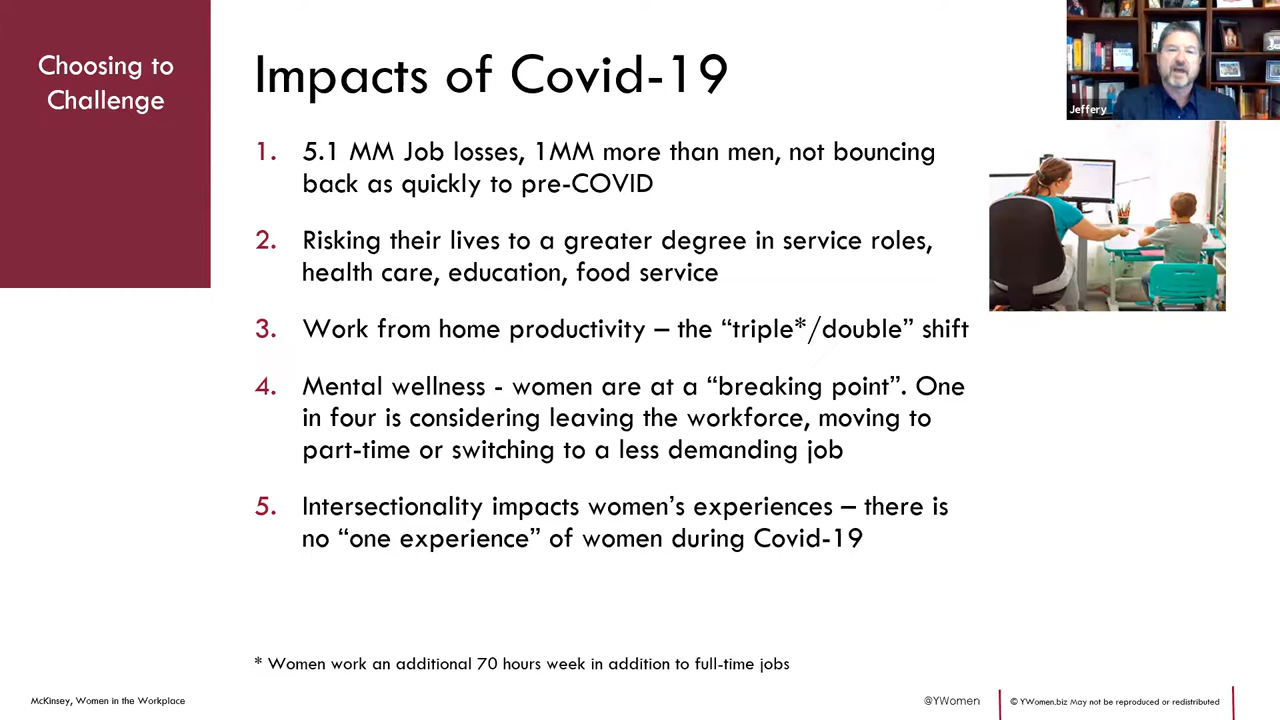 Choosing to
Challenge
Impacts of Covid-19
Jeffery
1. 5.1 MM Job losses, 1MM more than men, not bouncing
back as quickly to pre-COVID
2. Risking their lives to a greater degree in service roles,
health care, education, food service
3. Work from home productivity – the “triple*/double” shift
4. Mental wellness - women are at a “breaking point”. One
in four is considering leaving the workforce, moving to
part-time or switching to a less demanding job
5. Intersectionality impacts women’s experiences – there is
no “one experience” of women during Covid-19
* Women work an additional 70 hours week in addition to full-time jobs
McKinsey, Women in the Workplace
@YWomen
© YWomen.biz May not be reproduced or redistributed